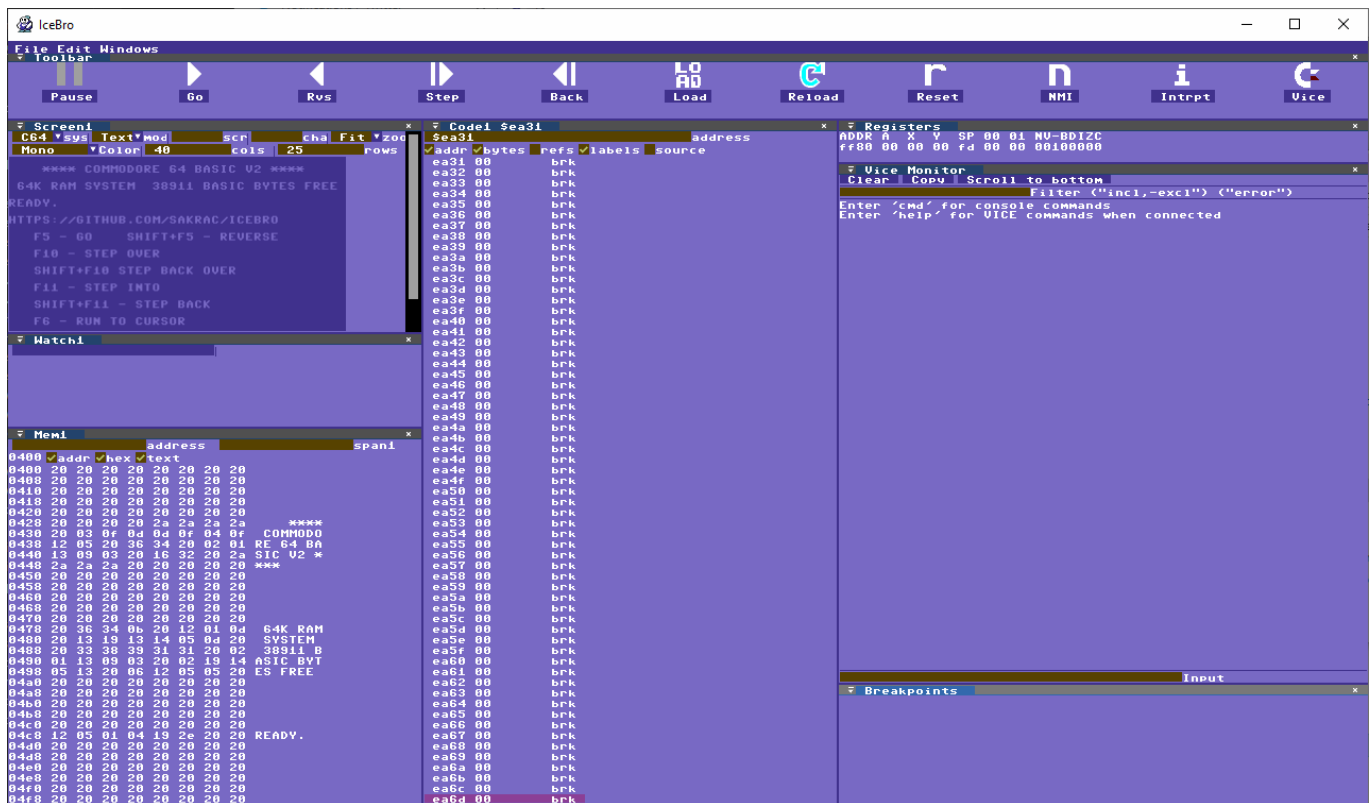 IceBro
File Edit Windows
Toolbar
LOAD
Pause Go Rvs Step Back Load Reload Reset NMI Intrpt Vice
Screen1
C64 sys Text mod scr cha Fit zoo
Mono Color 40 cols 25 rows
**** COMMODORE 64 BASIC V2 ****
64K RAM SYSTEM 38911 BASIC BYTES FREE
READY.
HTTPS://GITHUB.COM/SAKRAC/ICEBRO
F5 - GO SHIFT+F5 - REVERSE
F10 - STEP OVER
SHIFT+F10 STEP BACK OVER
F11 - STEP INTO
SHIFT+F11 - STEP BACK
F6 - RUN TO CURSOR
Watch1
Mem1
address span1
0400 addr hex text
0400 20 20 20 20 20 20 20 20
0408 20 20 20 20 20 20 20 20
0410 20 20 20 20 20 20 20 20
0418 20 20 20 20 20 20 20 20
0420 20 20 20 20 20 20 20 20
0428 20 20 20 20 2a 2a 2a 2a ****
0430 20 03 0f 0d 0d 0f 04 0f COMMODO
0438 12 05 20 36 34 20 02 01 RE 64 BA
0440 13 09 03 20 16 32 20 2a SIC V2 *
0448 2a 2a 2a 20 20 20 20 20 ***
0450 20 20 20 20 20 20 20 20
0458 20 20 20 20 20 20 20 20
0460 20 20 20 20 20 20 20 20
0468 20 20 20 20 20 20 20 20
0470 20 20 20 20 20 20 20 20
0478 20 36 34 0b 20 12 01 0d 64K RAM
0480 20 13 19 13 14 05 0d 20 SYSTEM
0488 20 33 38 39 31 31 20 02 38911 B
0490 01 13 09 03 20 02 19 14 ASIC BYT
0498 05 13 20 06 12 05 05 20 ES FREE
04a0 20 20 20 20 20 20 20 20
04a8 20 20 20 20 20 20 20 20
04b0 20 20 20 20 20 20 20 20
04b8 20 20 20 20 20 20 20 20
04c0 20 20 20 20 20 20 20 20
04c8 12 05 01 04 19 2e 20 20 READY.
04d0 20 20 20 20 20 20 20 20
04d8 20 20 20 20 20 20 20 20
04e0 20 20 20 20 20 20 20 20
04e8 20 20 20 20 20 20 20 20
04f0 20 20 20 20 20 20 20 20
04f8 20 20 20 20 20 20 20 20
Code1 $ea31
$ea31 address
addr bytes refs labels source
ea31 00 brk
ea32 00 brk
ea33 00 brk
ea34 00 brk
ea35 00 brk
ea36 00 brk
ea37 00 brk
ea38 00 brk
ea39 00 brk
ea3a 00 brk
ea3b 00 brk
ea3c 00 brk
ea3d 00 brk
ea3e 00 brk
ea3f 00 brk
ea40 00 brk
ea41 00 brk
ea42 00 brk
ea43 00 brk
ea44 00 brk
ea45 00 brk
ea46 00 brk
ea47 00 brk
ea48 00 brk
ea49 00 brk
ea4a 00 brk
ea4b 00 brk
ea4c 00 brk
ea4d 00 brk
ea4e 00 brk
ea4f 00 brk
ea50 00 brk
ea51 00 brk
ea52 00 brk
ea53 00 brk
ea54 00 brk
ea55 00 brk
ea56 00 brk
ea57 00 brk
ea58 00 brk
ea59 00 brk
ea5a 00 brk
ea5b 00 brk
ea5c 00 brk
ea5d 00 brk
ea5e 00 brk
ea5f 00 brk
ea60 00 brk
ea61 00 brk
ea62 00 brk
ea63 00 brk
ea64 00 brk
ea65 00 brk
ea66 00 brk
ea67 00 brk
ea68 00 brk
ea69 00 brk
ea6a 00 brk
ea6b 00 brk
ea6c 00 brk
ea6d 00 brk
Registers
ADDR A X Y SP 00 01 NV-BDIZC
ff80 00 00 00 fd 00 00 00100000
Vice Monitor
Clear Copy Scroll to bottom
Filter ("incl,-excl") ("error")
Enter 'cmd' for console commands
Enter 'help' for VICE commands when connected
Input
Breakpoints